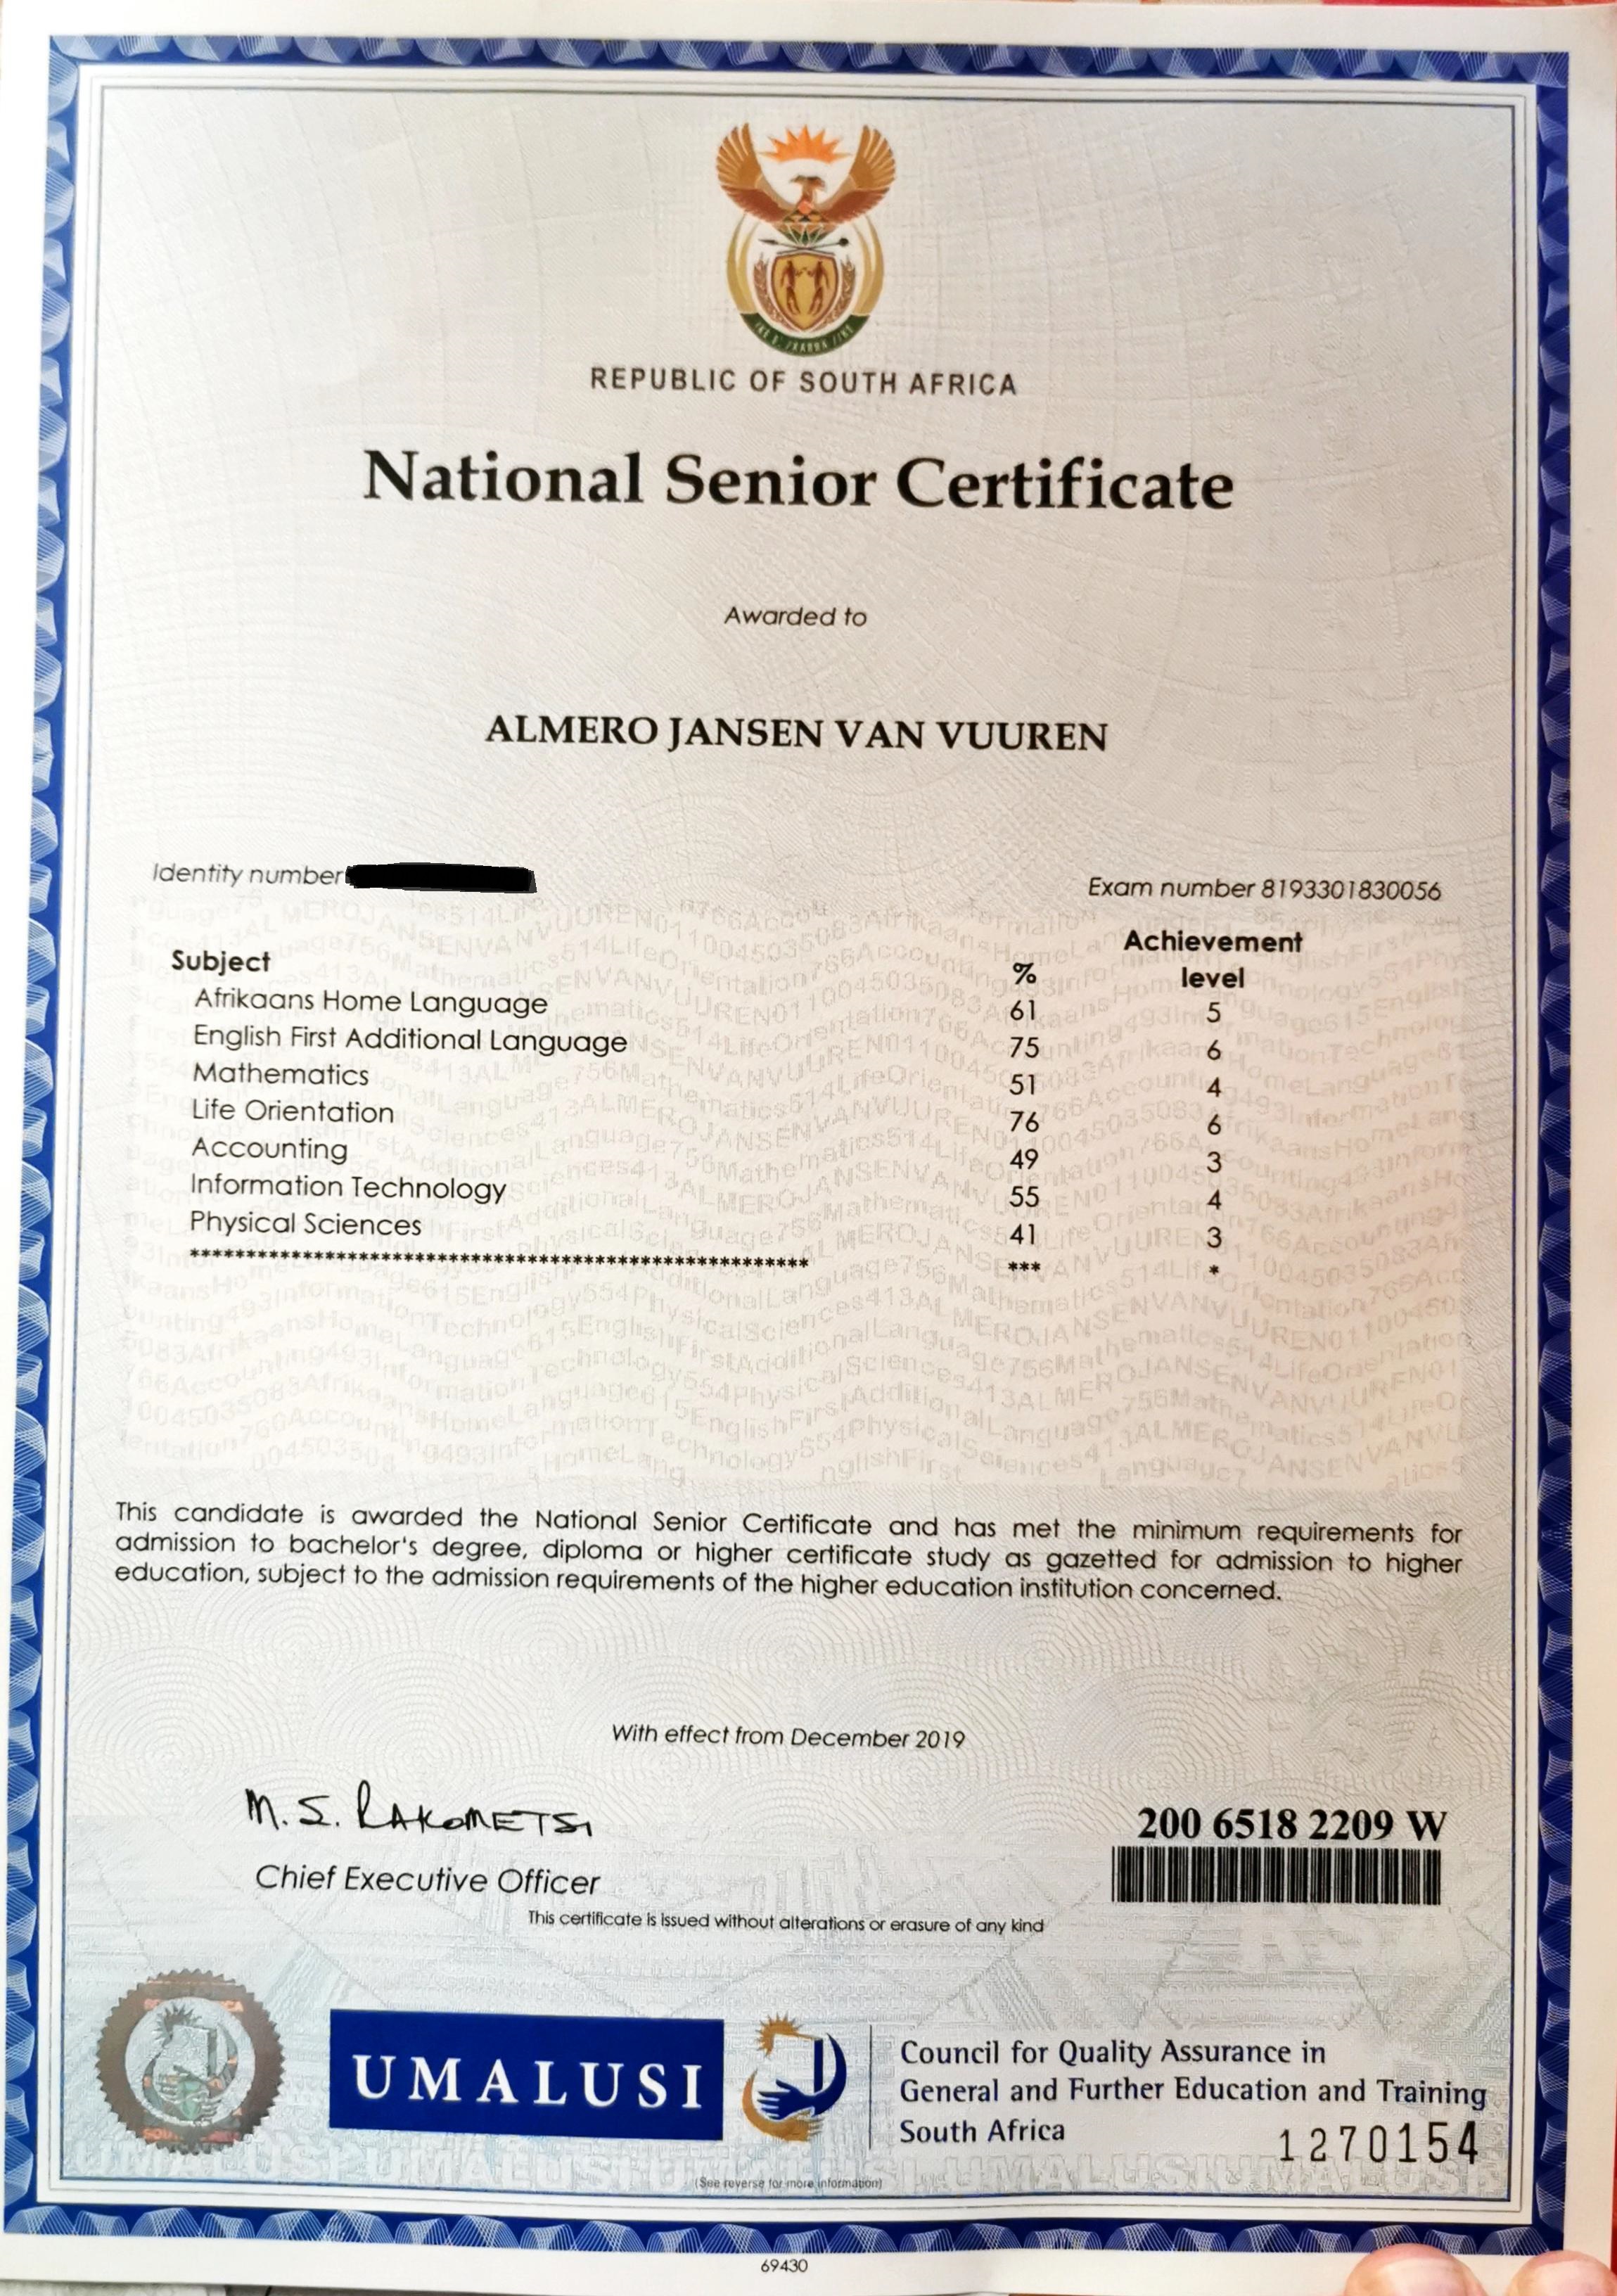 REPUBLIC OF SOUTH AFRICA
National Senior Certificate
Awarded to
ALMERO JANSEN VAN VUUREN
Identity number
Exam number 8193301830056
Subject % Achievement level
Afrikaans Home Language 61 5
English First Additional Language 75 6
Mathematics 51 4
Life Orientation 76 6
Accounting 49 3
Information Technology 55 4
Physical Sciences 41 3
******************************************************* *** *
This candidate is awarded the National Senior Certificate and has met the minimum requirements for
admission to bachelor's degree, diploma or higher certificate study as gazetted for admission to higher
education, subject to the admission requirements of the higher education institution concerned.
With effect from December 2019
M.S. RAKOMETSI
Chief Executive Officer
200 6518 2209 W
This certificate is issued without alterations or erasure of any kind
UMALUSI
Council for Quality Assurance in
General and Further Education and Training
South Africa
1270154
(See reverse for more information)
69430